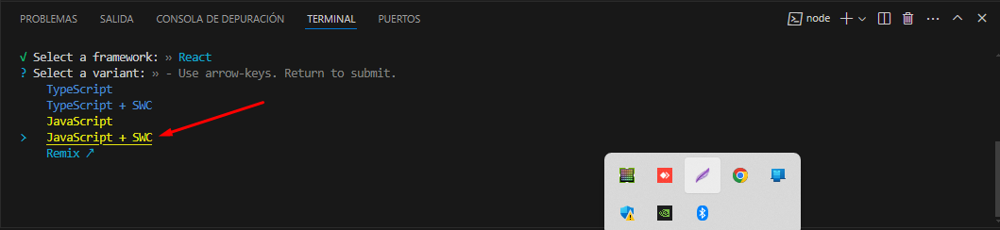 PROBLEMAS SALIDA CONSOLA DE DEPURACIÓN TERMINAL PUERTOS node
√ Select a framework: » React
? Select a variant: » - Use arrow-keys. Return to submit.
TypeScript
TypeScript + SWC
JavaScript
> JavaScript + SWC
Remix ↗